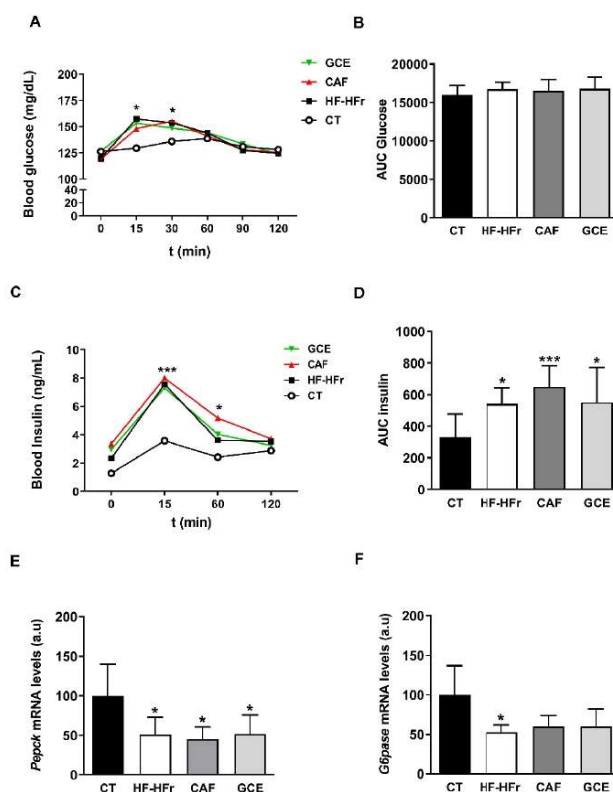 A
GCE
CAF
HF-HFr
CT
Blood glucose (mg/dL)
200
175
150
125
100
40
20
0
* *
0 15 30 60 90 120
t (min)
B
AUC Glucose
20000
15000
10000
5000
0
CT HF-HFr CAF GCE
C
GCE
CAF
HF-HFr
CT
Blood Insulin (ng/mL)
10
8
6
4
2
0
***
*
0 15 60 120
t (min)
D
AUC insulin
1000
800
600
400
200
0
* *** *
CT HF-HFr CAF GCE
E
Pepck mRNA levels (a.u)
200
150
100
50
0
* * *
CT HF-HFr CAF GCE
F
G6pase mRNA levels (a.u)
200
150
100
50
0
*
CT HF-HFr CAF GCE